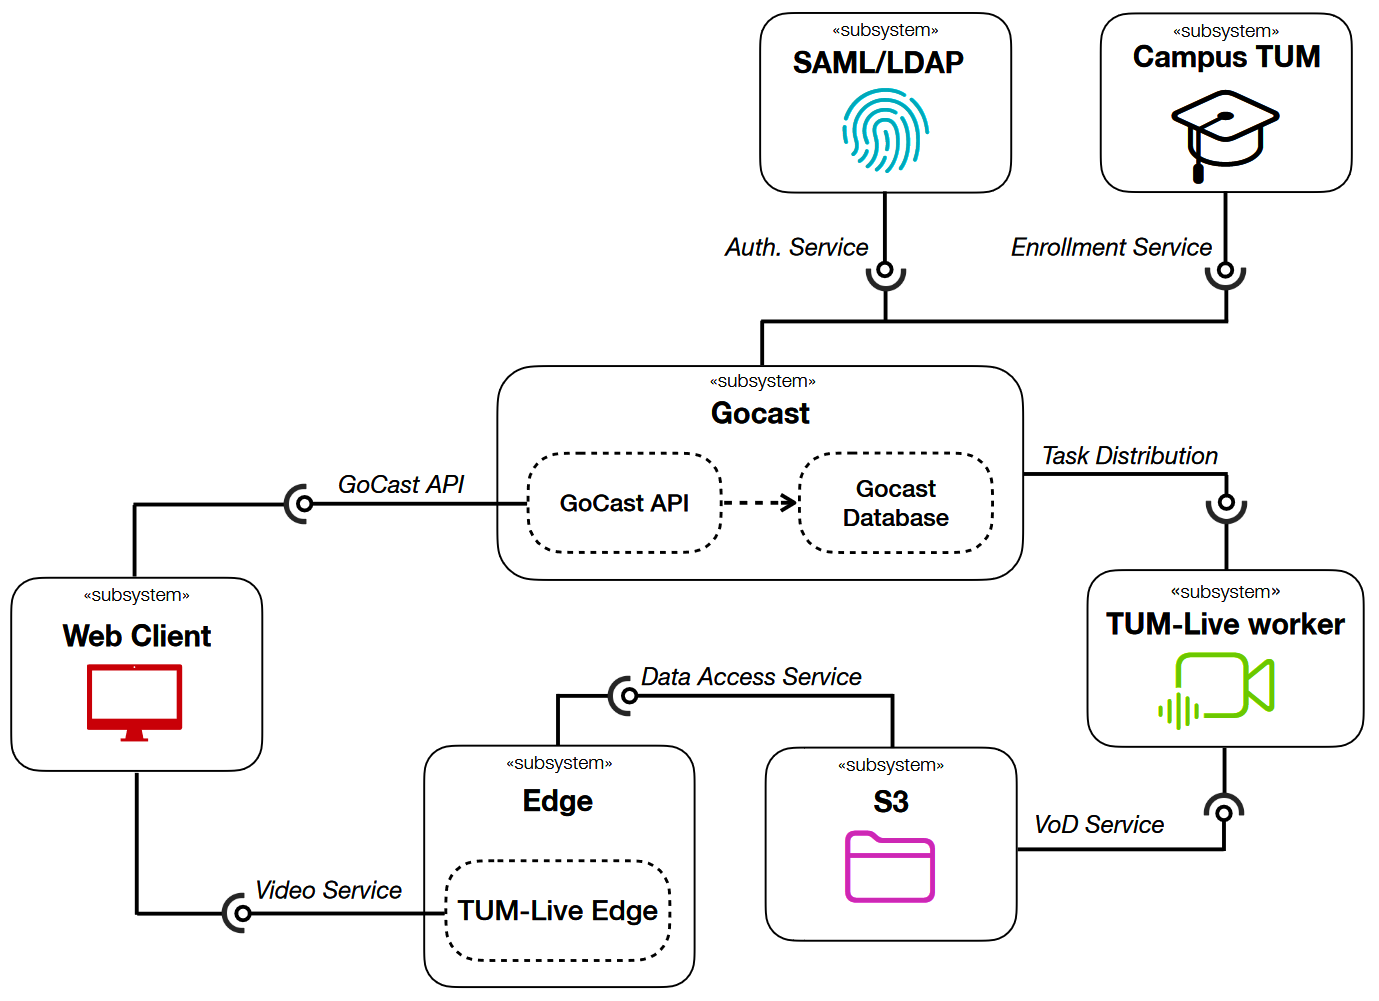 «subsystem»
SAML/LDAP
«subsystem»
Campus TUM
Auth. Service
Enrollment Service
«subsystem»
Gocast
GoCast API
GoCast API
Gocast
Database
Task Distribution
«subsystem»
Web Client
«subsystem»
TUM-Live worker
Data Access Service
«subsystem»
Edge
TUM-Live Edge
«subsystem»
S3
VoD Service
Video Service